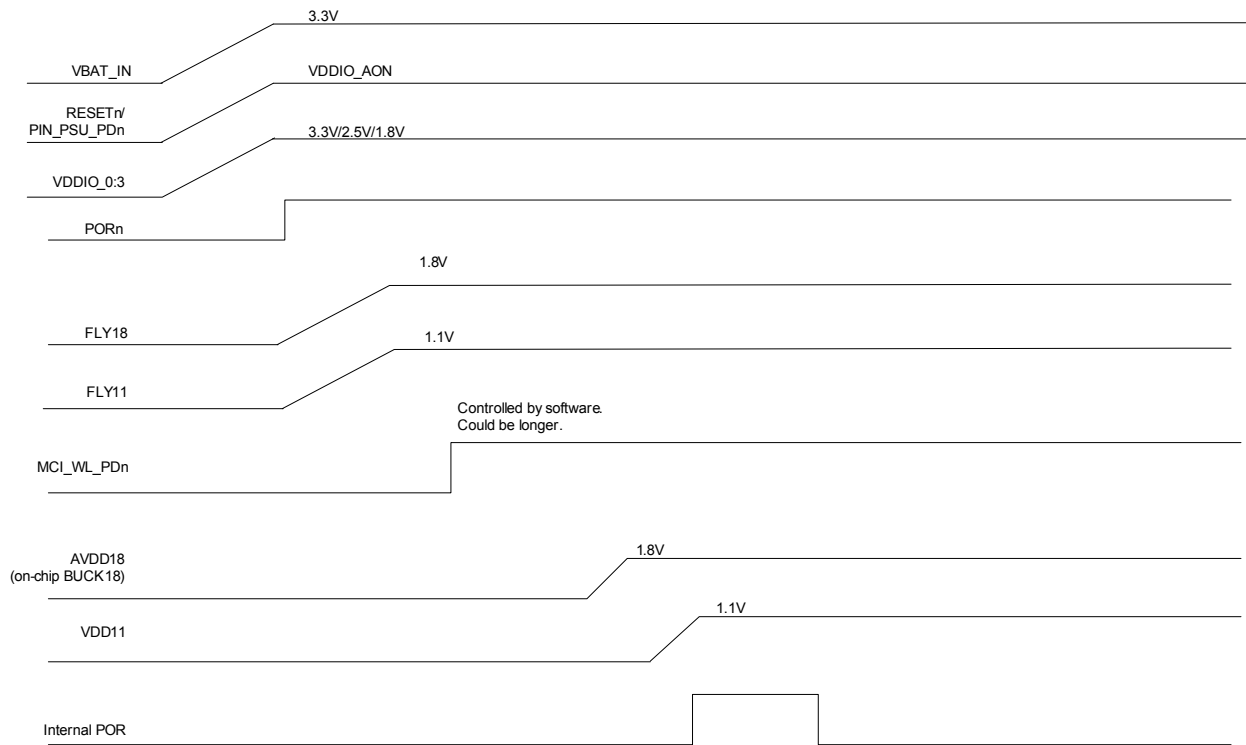 3.3V
VBAT_IN
VDDIO_AON
RESETn/
PIN_PSU_PDn
3.3V/2.5V/1.8V
VDDIO_0:3
PORn
1.8V
FLY18
1.1V
FLY11
Controlled by software.
Could be longer.
MCI_WL_PDn
1.8V
AVDD18
(on-chip BUCK18)
1.1V
VDD11
Internal POR